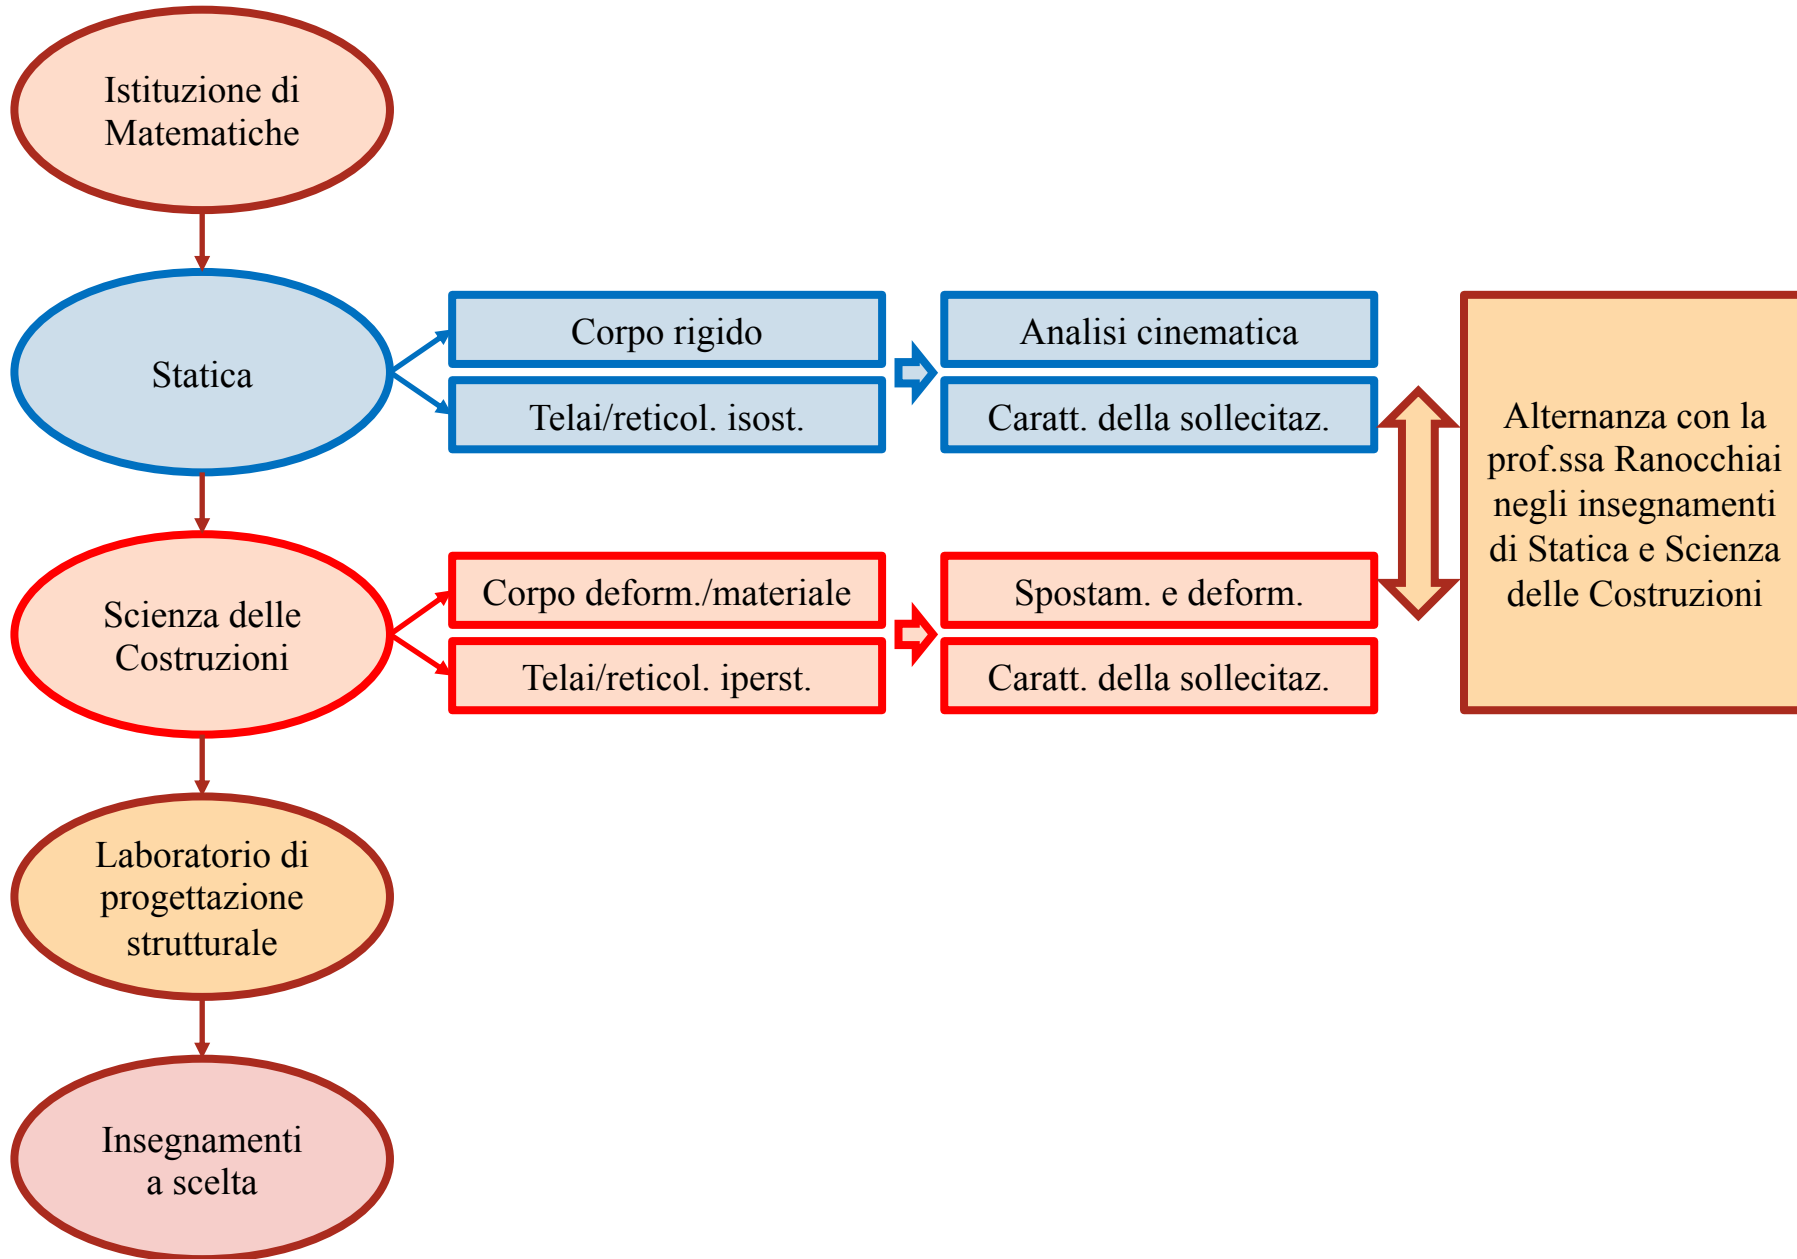 Istituzione di
Matematiche
Statica
Corpo rigido
Telai/reticol. isost.
Analisi cinematica
Caratt. della sollecitaz.
Alternanza con la
prof.ssa Ranocchiai
negli insegnamenti
di Statica e Scienza
delle Costruzioni
Scienza delle
Costruzioni
Corpo deform./materiale
Telai/reticol. iperst.
Spostam. e deform.
Caratt. della sollecitaz.
Laboratorio di
progettazione
strutturale
Insegnamenti
a scelta